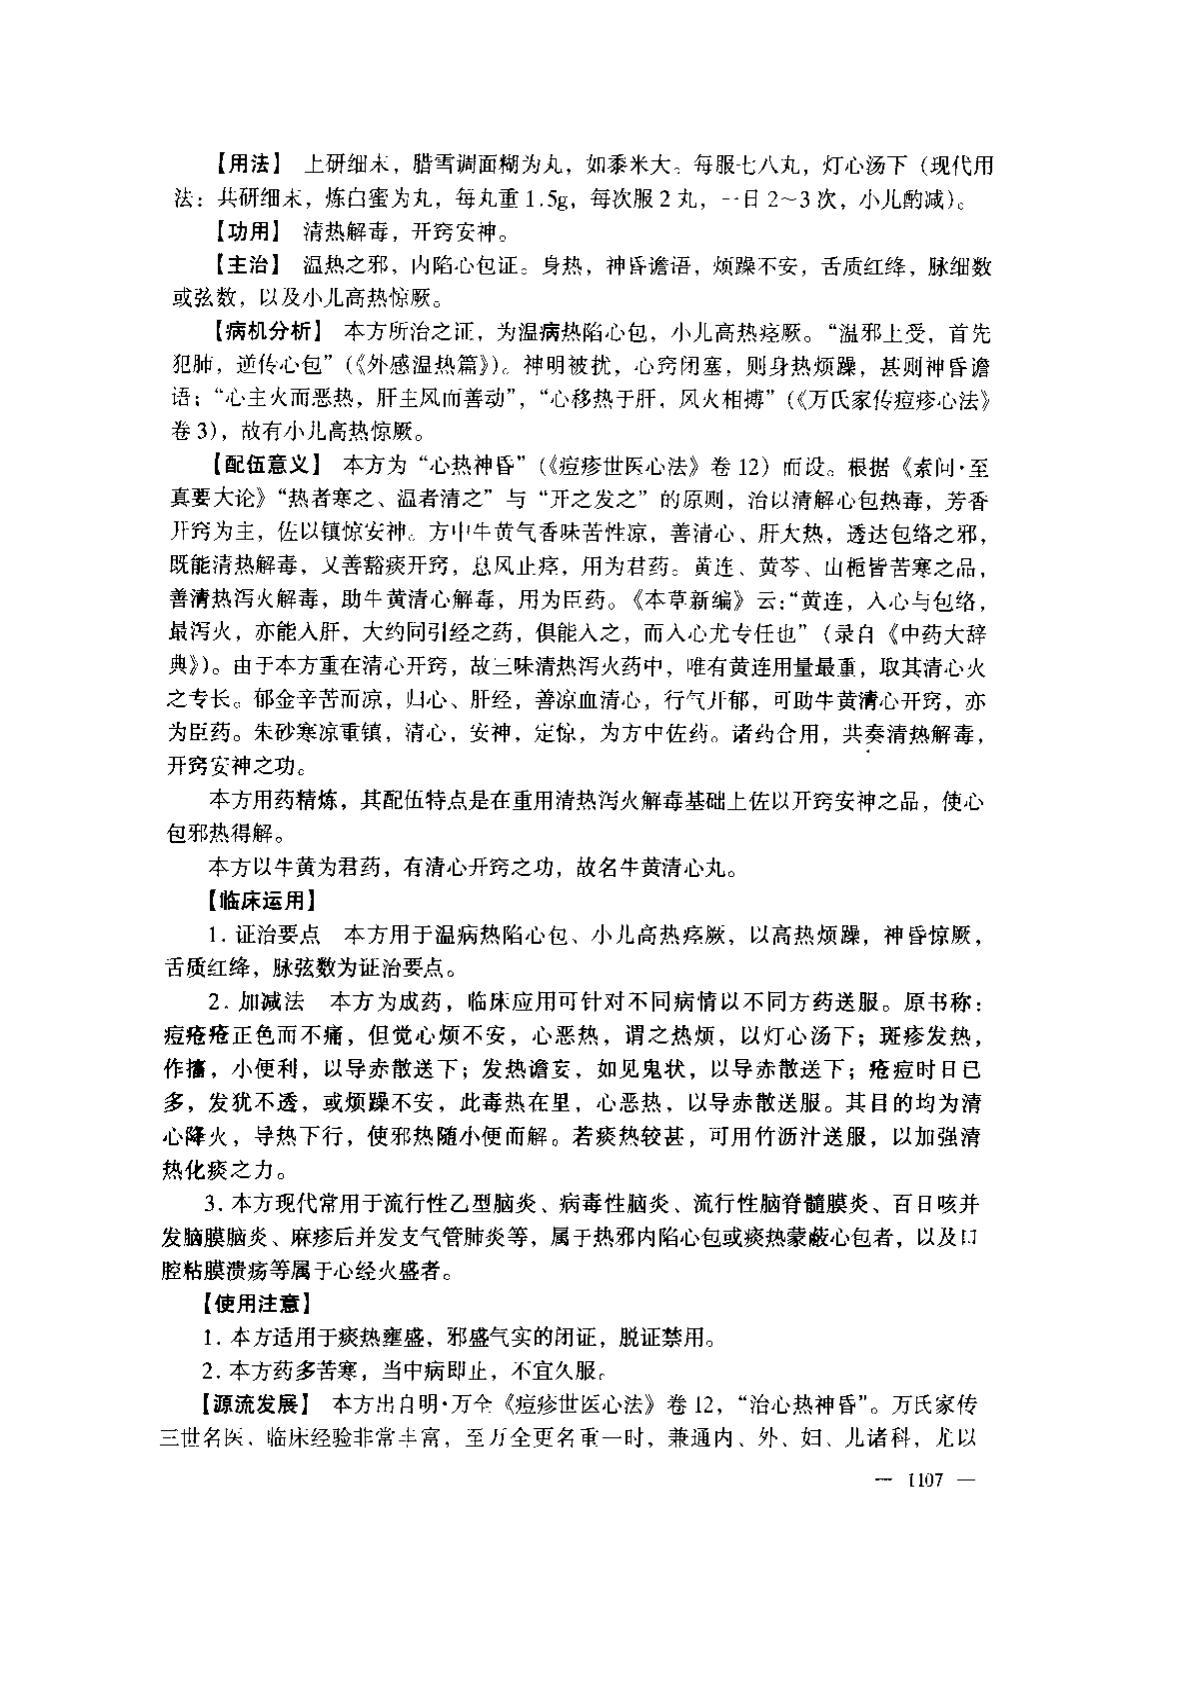 【用法】 上研细末，腊雪调面糊为丸，如黍米大。每服七八丸，灯心汤下（现代用
法：共研细末，炼白蜜为丸，每丸重1.5g，每次服2丸，一日2~3次，小儿酌减）。
【功用】 清热解毒，开窍安神。
【主治】 温热之邪，内陷心包证。身热，神昏谵语，烦躁不安，舌质红绛，脉细数
或弦数，以及小儿高热惊厥。
【病机分析】 本方所治之证，为温病热陷心包，小儿高热痉厥。“温邪上受，首先
犯肺，逆传心包”（《外感温热篇》）。神明被扰，心窍闭塞，则身热烦躁，甚则神昏谵
语；“心主火而恶热，肝主风而善动”，“心移热于肝，风火相搏”（《万氏家传痘疹心法》
卷3），故有小儿高热惊厥。
【配伍意义】 本方为“心热神昏”（《痘疹世医心法》卷12）而设。根据《素问·至
真要大论》“热者寒之、温者清之”与“开之发之”的原则，治以清解心包热毒，芳香
开窍为主，佐以镇惊安神。方中牛黄气香味苦性凉，善清心、肝大热，透达包络之邪，
既能清热解毒，又善豁痰开窍，息风止痉，用为君药。黄连、黄芩、山栀皆苦寒之品，
善清热泻火解毒，助牛黄清心解毒，用为臣药。《本草新编》云：“黄连，入心与包络，
最泻火，亦能入肝，大约同引经之药，俱能入之，而入心尤专任也”（录自《中药大辞
典》）。由于本方重在清心开窍，故三味清热泻火药中，唯有黄连用量最重，取其清心火
之专长。郁金辛苦而凉，归心、肝经，善凉血清心，行气开郁，可助牛黄清心开窍，亦
为臣药。朱砂寒凉重镇，清心，安神，定惊，为方中佐药。诸药合用，共奏清热解毒，
开窍安神之功。
本方用药精炼，其配伍特点是在重用清热泻火解毒基础上佐以开窍安神之品，使心
包邪热得解。
本方以牛黄为君药，有清心开窍之功，故名牛黄清心丸。
【临床运用】
1. 证治要点 本方用于温病热陷心包、小儿高热痉厥，以高热烦躁，神昏惊厥，
舌质红绛，脉弦数为证治要点。
2. 加减法 本方为成药，临床应用可针对不同病情以不同方药送服。原书称：
痘疮疮正色而不痛，但觉心烦不安，心恶热，谓之热烦，以灯心汤下；斑疹发热，
作搐，小便利，以导赤散送下；发热谵妄，如见鬼状，以导赤散送下；疮痘时日已
多，发犹不透，或烦躁不安，此毒热在里，心恶热，以导赤散送服。其目的均为清
心降火，导热下行，使邪热随小便而解。若痰热较甚，可用竹沥汁送服，以加强清
热化痰之力。
3. 本方现代常用于流行性乙型脑炎、病毒性脑炎、流行性脑脊髓膜炎、百日咳并
发脑膜脑炎、麻疹后并发支气管肺炎等，属于热邪内陷心包或痰热蒙蔽心包者，以及口
腔粘膜溃疡等属于心经火盛者。
【使用注意】
1. 本方适用于痰热壅盛，邪盛气实的闭证，脱证禁用。
2. 本方药多苦寒，当中病即止，不宜久服。
【源流发展】 本方出自明·万全《痘疹世医心法》卷12，“治心热神昏”。万氏家传
三世名医，临床经验非常丰富，至万全更名重一时，兼通内、外、妇、儿诸科，尤以
— 1107 —